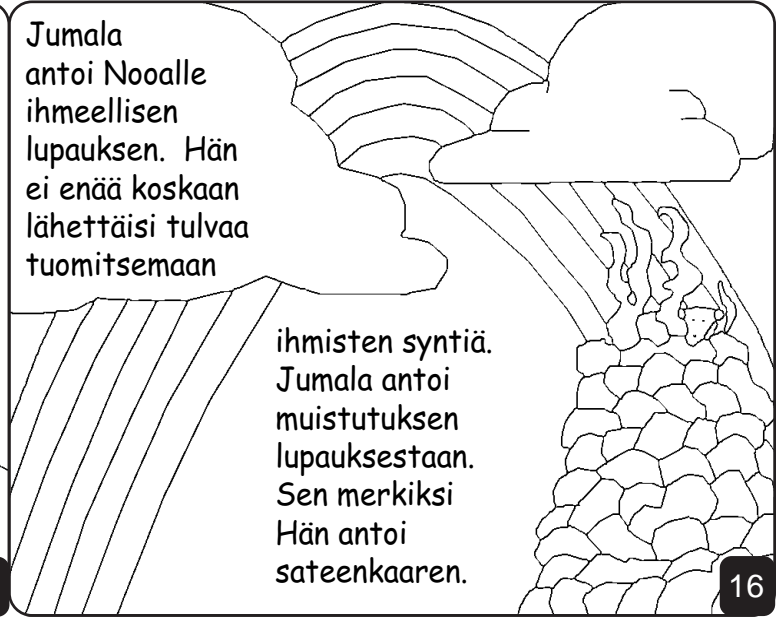 Jumala
antoi Nooalle
ihmeellisen
lupauksen. Hän
ei enää koskaan
lähettäisi tulvaa
tuomitsemaan
ihmisten syntiä.
Jumala antoi
muistutuksen
lupauksestaan.
Sen merkiksi
Hän antoi
sateenkaaren.
16